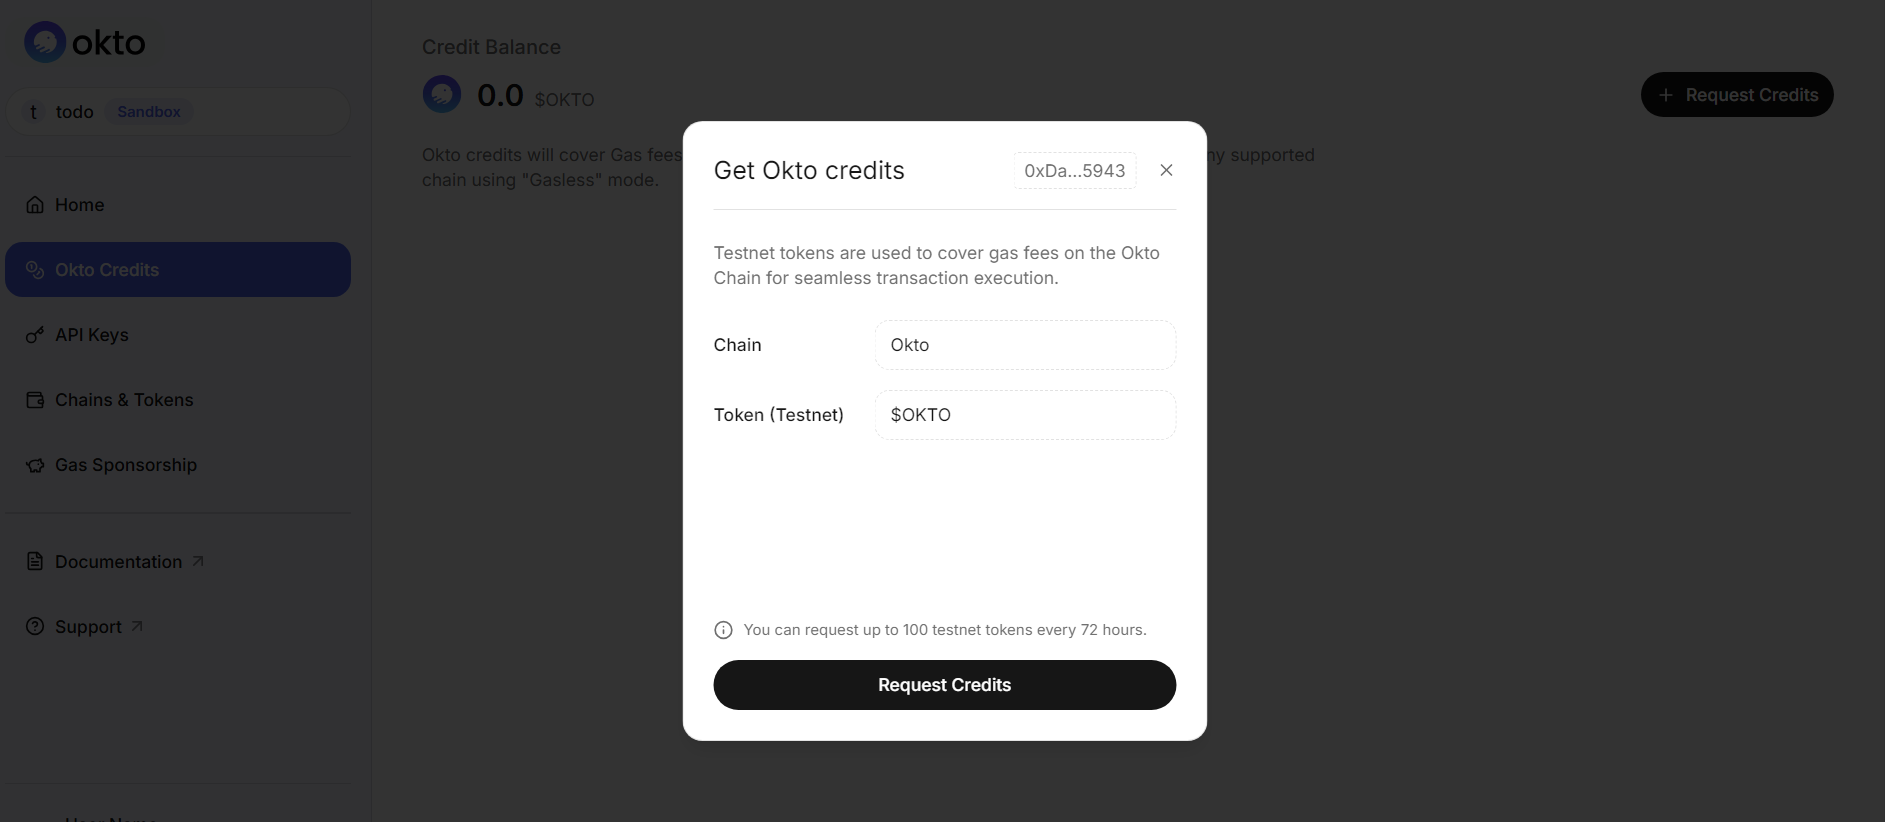 okto
t todo Sandbox
Home
Okto Credits
API Keys
Chains & Tokens
Gas Sponsorship
Documentation
Support
Credit Balance
0.0 $OKTO
+ Request Credits
Okto credits will cover Gas fees
ny supported
chain using "Gasless" mode.
Get Okto credits
0xDa...5943
Testnet tokens are used to cover gas fees on the Okto
Chain for seamless transaction execution.
Chain
Okto
Token (Testnet)
$OKTO
You can request up to 100 testnet tokens every 72 hours.
Request Credits